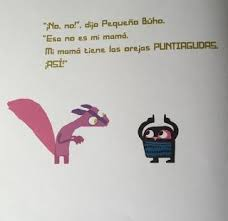 "¡No, no!", dijo Pequeño Búho.
"Esa no es mi mamá.
Mi mamá tiene las orejas PUNTIAGUDAS.
¡ASÍ!"